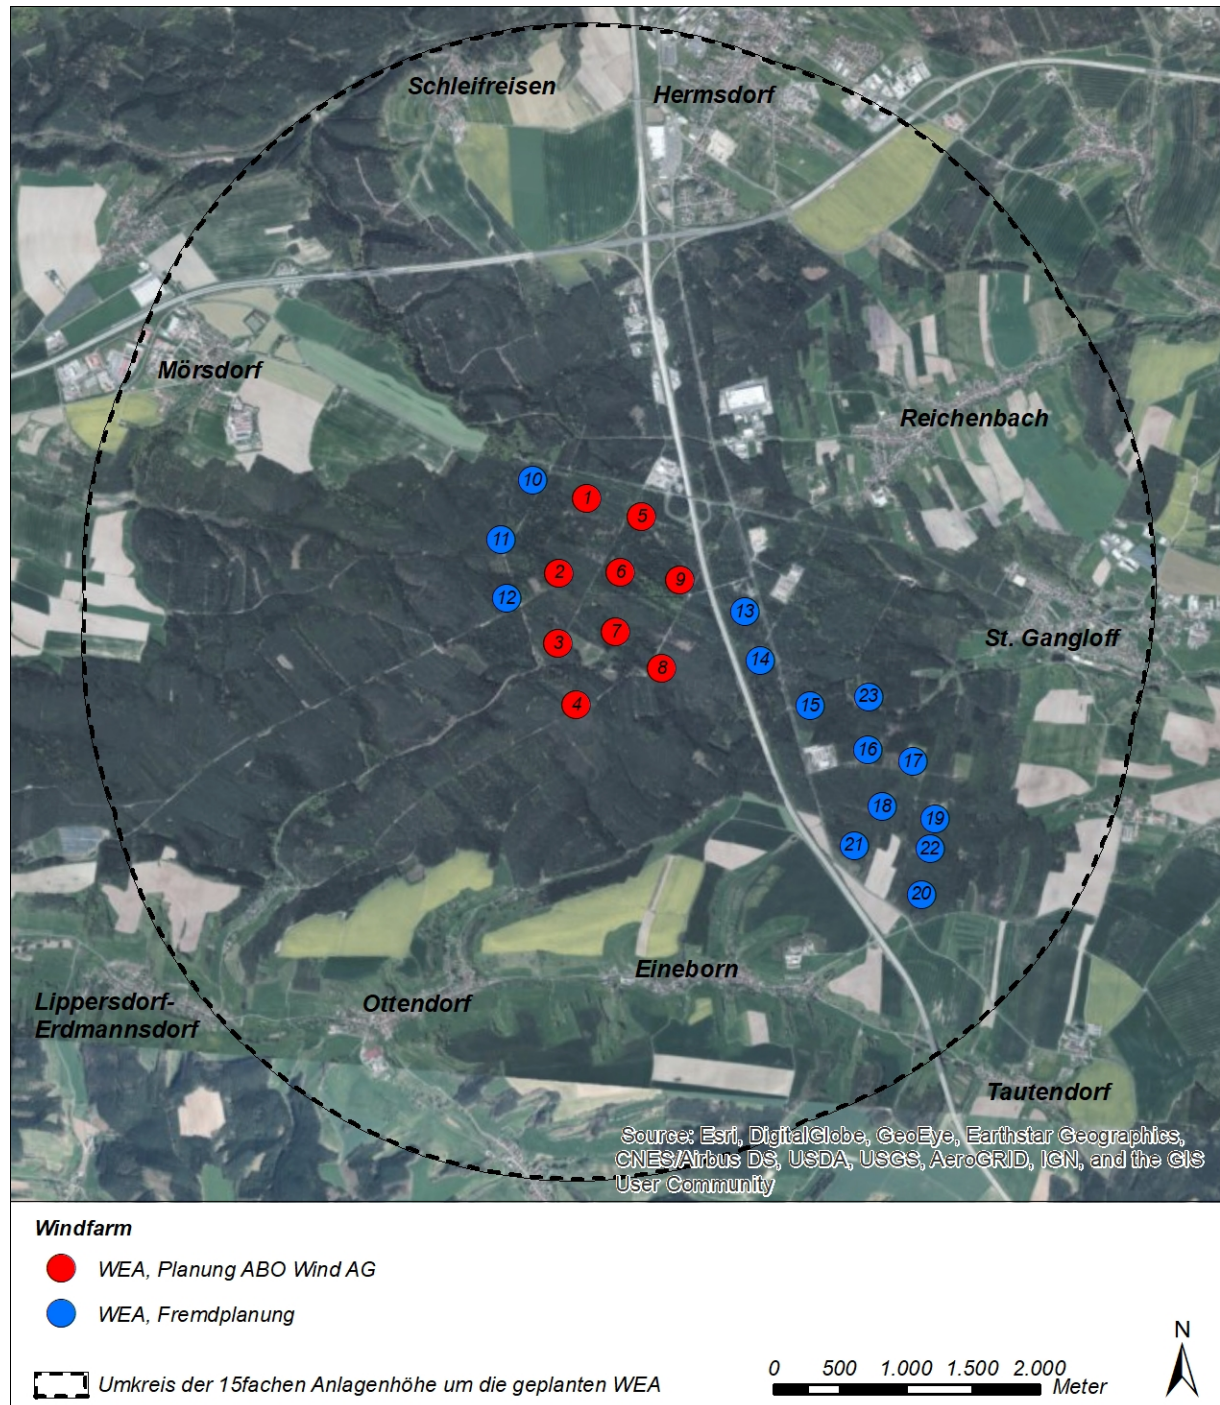 Schleifreisen
Hermsdorf
Mörsdorf
Reichenbach
10
1
5
11
2
6
9
12
13
7
3
14
St. Gangloff
8
4
15
23
16
17
18
19
21
22
20
Eineborn
Lippersdorf-
Erdmannsdorf
Ottendorf
Tautendorf
Source: Esri, DigitalGlobe, GeoEye, Earthstar Geographics,
CNES/Airbus DS, USDA, USGS, AeroGRID, IGN, and the GIS
User Community
Windfarm
WEA, Planung ABO Wind AG
WEA, Fremdplanung
Umkreis der 15fachen Anlagenhöhe um die geplanten WEA
0 500 1.000 1.500 2.000
Meter
N